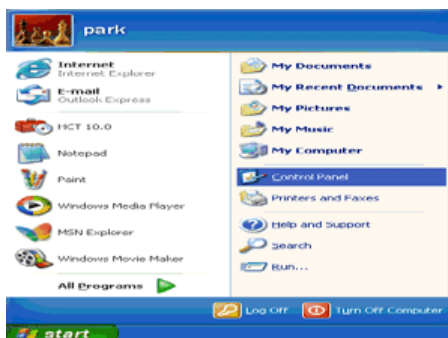 park
Internet
Internet Explorer
E-mail
Outlook Express
HCT 10.0
Notepad
Paint
Windows Media Player
MSN Explorer
Windows Movie Maker
All Programs
My Documents
My Recent Documents
My Pictures
My Music
My Computer
Control Panel
Printers and Faxes
Help and Support
Search
Run...
Log Off
Turn Off Computer
start